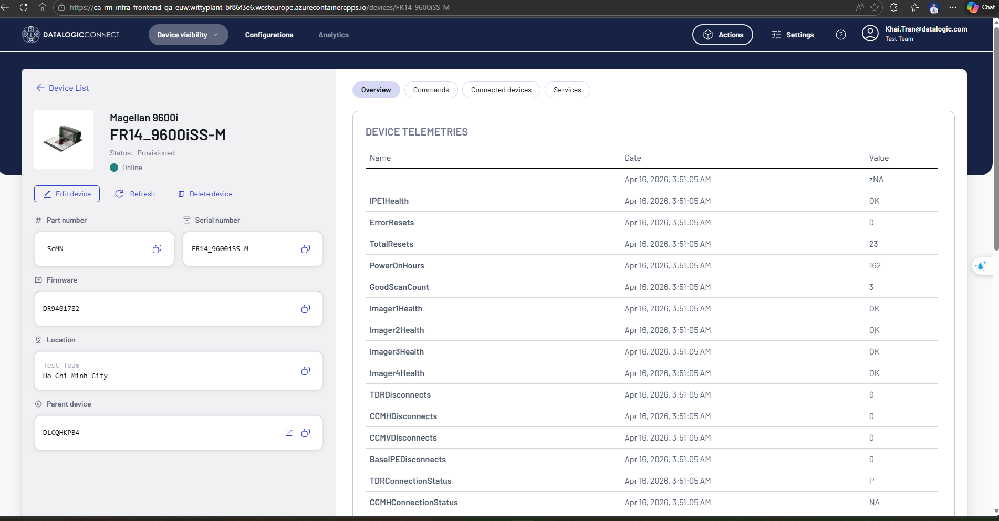 https://ca-rm-infra-frontend-qa-euw.wittyplant-bf86f3e6.westeurope.azurecontainerapps.io/devices/FR14_9600iSS-M
Chat
DATALOGICCONNECT
Device visibility
Configurations
Analytics
Actions
Settings
Khai.Tran@datalogic.com
Test Team
Device List
Magellan 9600i
FR14_9600iSS-M
Status: Provisioned
Online
Edit device
Refresh
Delete device
# Part number
Serial number
-ScMN-
FR14_9600iSS-M
Firmware
DR9401782
Location
Test Team
Ho Chi Minh City
Parent device
DLCQHKPB4
Overview
Commands
Connected devices
Services
DEVICE TELEMETRIES
Name Date Value
Apr 16, 2026, 3:51:05 AM zNA
IPE1Health Apr 16, 2026, 3:51:05 AM OK
ErrorResets Apr 16, 2026, 3:51:05 AM 0
TotalResets Apr 16, 2026, 3:51:05 AM 23
PowerOnHours Apr 16, 2026, 3:51:05 AM 162
GoodScanCount Apr 16, 2026, 3:51:05 AM 3
Imager1Health Apr 16, 2026, 3:51:05 AM OK
Imager2Health Apr 16, 2026, 3:51:05 AM OK
Imager3Health Apr 16, 2026, 3:51:05 AM OK
Imager4Health Apr 16, 2026, 3:51:05 AM OK
TDRDisconnects Apr 16, 2026, 3:51:05 AM 0
CCMHDisconnects Apr 16, 2026, 3:51:05 AM 0
CCMVDisconnects Apr 16, 2026, 3:51:05 AM 0
BaseIPEDisconnects Apr 16, 2026, 3:51:05 AM 0
TDRConnectionStatus Apr 16, 2026, 3:51:05 AM P
CCMHConnectionStatus Apr 16, 2026, 3:51:05 AM NA